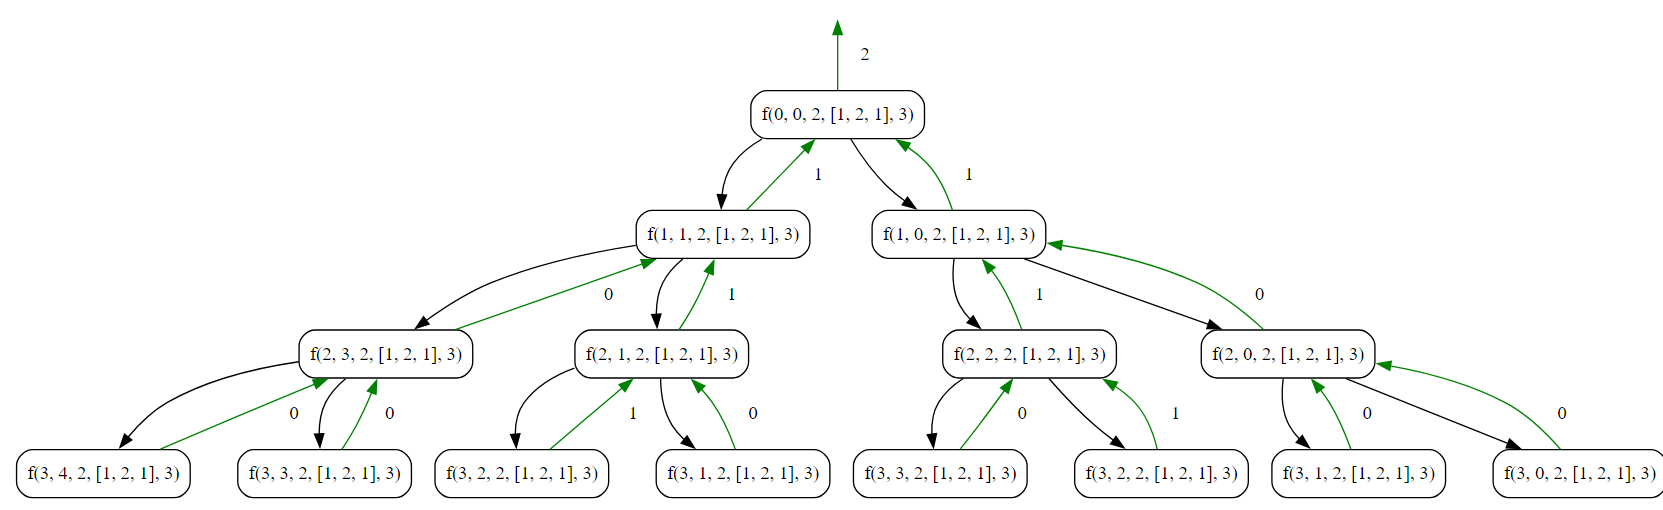 2
f(0, 0, 2, [1, 2, 1], 3)
1
1
f(1, 1, 2, [1, 2, 1], 3)
f(1, 0, 2, [1, 2, 1], 3)
0
1
1
0
f(2, 3, 2, [1, 2, 1], 3)
f(2, 1, 2, [1, 2, 1], 3)
f(2, 2, 2, [1, 2, 1], 3)
f(2, 0, 2, [1, 2, 1], 3)
0
0
1
0
0
1
0
0
f(3, 4, 2, [1, 2, 1], 3)
f(3, 3, 2, [1, 2, 1], 3)
f(3, 2, 2, [1, 2, 1], 3)
f(3, 1, 2, [1, 2, 1], 3)
f(3, 3, 2, [1, 2, 1], 3)
f(3, 2, 2, [1, 2, 1], 3)
f(3, 1, 2, [1, 2, 1], 3)
f(3, 0, 2, [1, 2, 1], 3)